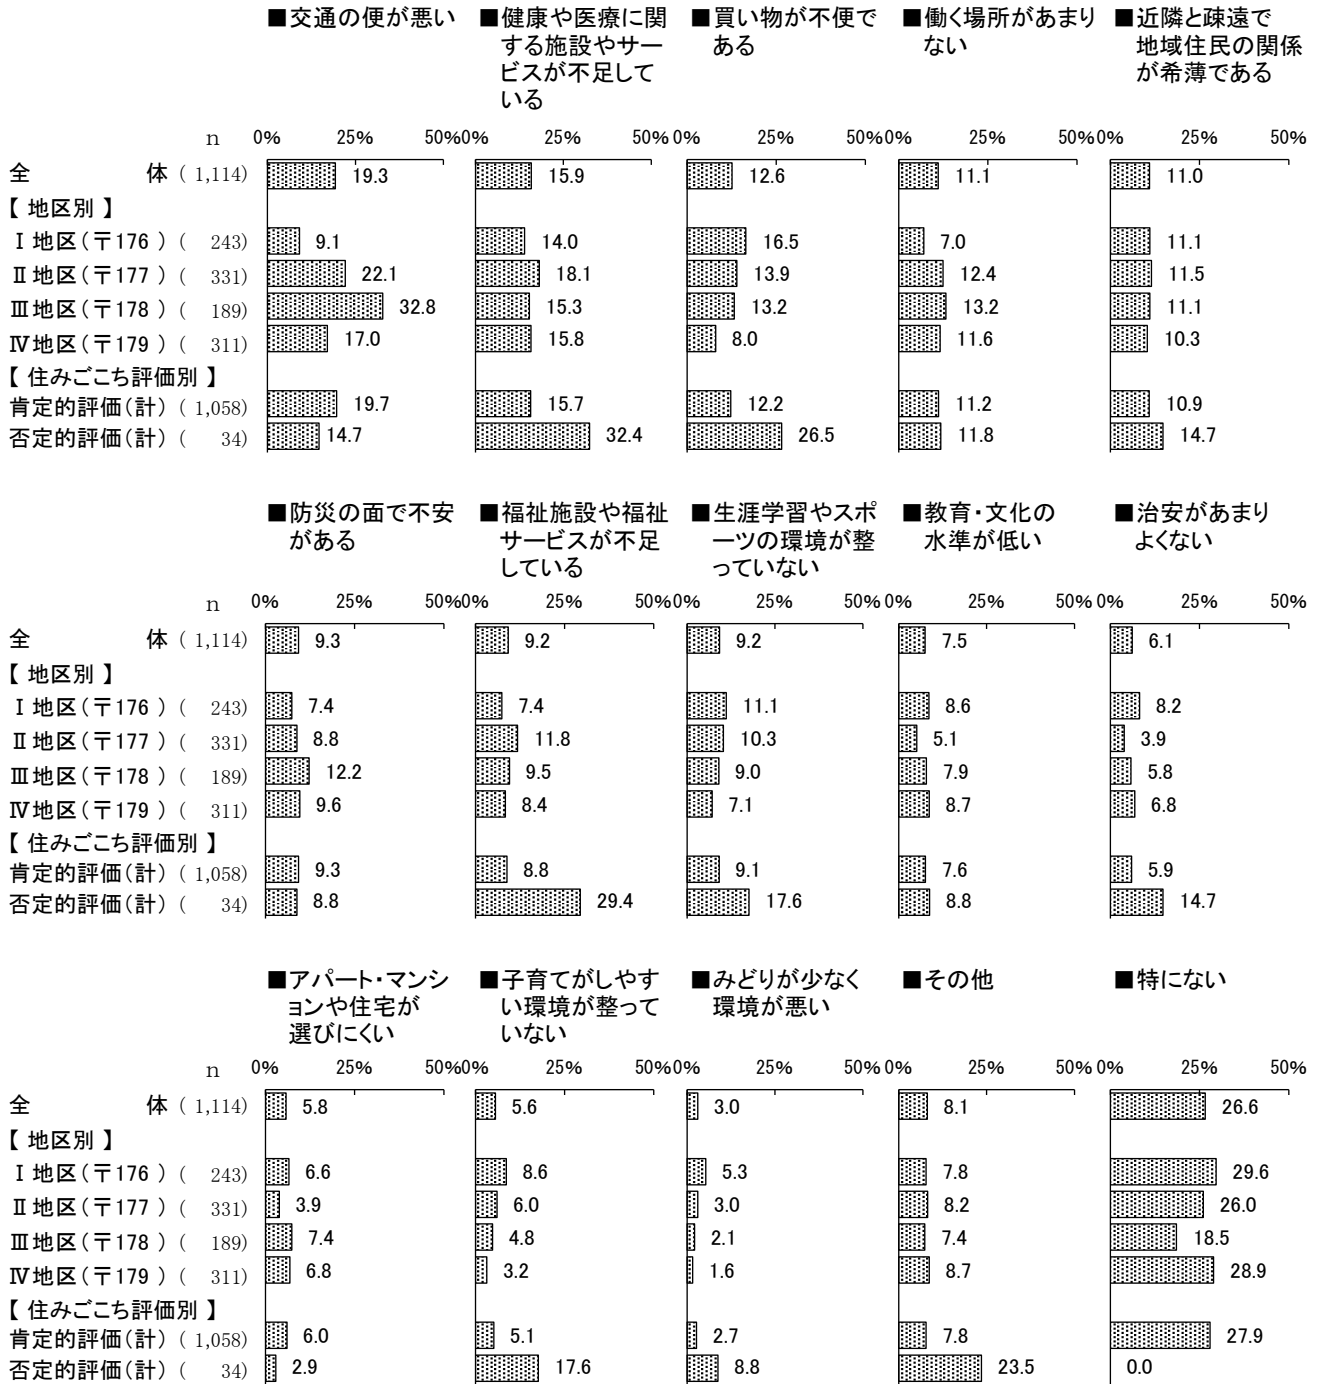 ■交通の便が悪い ■健康や医療に関 ■買い物が不便で ■働く場所があまり ■近隣と疎遠で
する施設やサー ある ない 地域住民の関係
ビスが不足して が希薄である
いる
n 0% 25% 50% 0% 25% 50% 0% 25% 50% 0% 25% 50% 0% 25% 50%
全 体 ( 1,114) 19.3 15.9 12.6 11.1 11.0
【 地区別 】
Ⅰ地区(〒176 ) ( 243) 9.1 14.0 16.5 7.0 11.1
Ⅱ地区(〒177 ) ( 331) 22.1 18.1 13.9 12.4 11.5
Ⅲ地区(〒178 ) ( 189) 32.8 15.3 13.2 13.2 11.1
Ⅳ地区(〒179 ) ( 311) 17.0 15.8 8.0 11.6 10.3
【 住みごこち評価別 】
肯定的評価(計) ( 1,058) 19.7 15.7 12.2 11.2 10.9
否定的評価(計) ( 34) 14.7 32.4 26.5 11.8 14.7
■防災の面で不安 ■福祉施設や福祉 ■生涯学習やスポ ■教育・文化の ■治安があまり
がある サービスが不足 ーツの環境が整 水準が低い よくない
している っていない
n 0% 25% 50% 0% 25% 50% 0% 25% 50% 0% 25% 50% 0% 25% 50%
全 体 ( 1,114) 9.3 9.2 9.2 7.5 6.1
【 地区別 】
Ⅰ地区(〒176 ) ( 243) 7.4 7.4 11.1 8.6 8.2
Ⅱ地区(〒177 ) ( 331) 8.8 11.8 10.3 5.1 3.9
Ⅲ地区(〒178 ) ( 189) 12.2 9.5 9.0 7.9 5.8
Ⅳ地区(〒179 ) ( 311) 9.6 8.4 7.1 8.7 6.8
【 住みごこち評価別 】
肯定的評価(計) ( 1,058) 9.3 8.8 9.1 7.6 5.9
否定的評価(計) ( 34) 8.8 29.4 17.6 8.8 14.7
■アパート・マンシ ■子育てがしやす ■みどりが少なく ■その他 ■特にない
ョンや住宅が い環境が整って 環境が悪い
選びにくい いない
n 0% 25% 50% 0% 25% 50% 0% 25% 50% 0% 25% 50% 0% 25% 50%
全 体 ( 1,114) 5.8 5.6 3.0 8.1 26.6
【 地区別 】
Ⅰ地区(〒176 ) ( 243) 6.6 8.6 5.3 7.8 29.6
Ⅱ地区(〒177 ) ( 331) 3.9 6.0 3.0 8.2 26.0
Ⅲ地区(〒178 ) ( 189) 7.4 4.8 2.1 7.4 18.5
Ⅳ地区(〒179 ) ( 311) 6.8 3.2 1.6 8.7 28.9
【 住みごこち評価別 】
肯定的評価(計) ( 1,058) 6.0 5.1 2.7 7.8 27.9
否定的評価(計) ( 34) 2.9 17.6 8.8 23.5 0.0